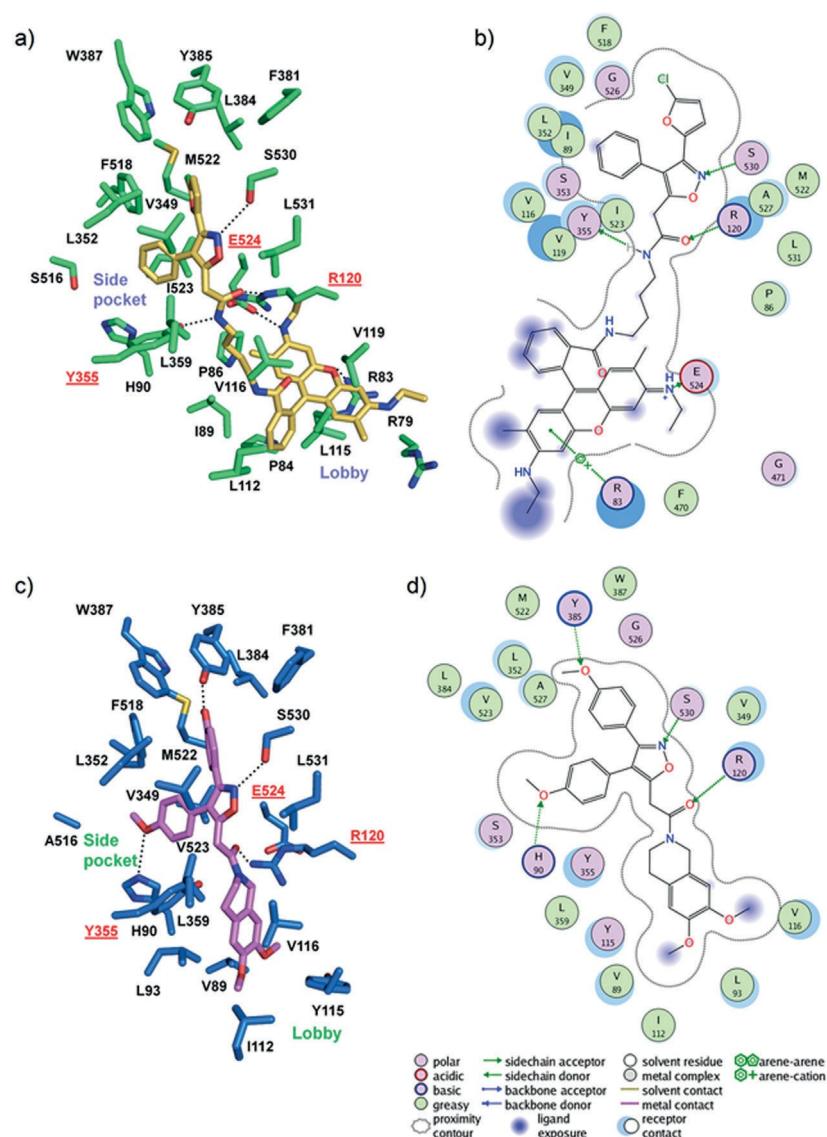 a)
W387
Y385
F381
L384
M522
S530
F518
V349
L531
E524
L352
S516
Side
pocket
I523
R120
Y355
L359
V119
H90
P86
V116
R83
I89
R79
L115
P84
L112
Lobby
b)
F
518
V
349
G
526
Cl
L
352
I
89
S
353
N
O
S
530
M
522
V
116
Y
355
I
523
A
527
R
120
V
119
O
H
N
L
531
P
86
NH
O
H
N
+
E
524
O
HN
R
83
F
470
G
471
c)
W387
Y385
F381
L384
F518
S530
M522
L352
L531
E524
V349
A516
Side
pocket
V523
R120
Y355
L359
H90
V116
L93
V89
Y115
Lobby
I112
d)
W
387
Y
385
M
522
G
526
L
352
O
L
384
V
523
A
527
S
530
V
349
N
O
R
120
O
O
S
353
N
H
90
Y
355
L
359
Y
115
O
O
V
116
V
89
L
93
I
112
polar
acidic
basic
greasy
proximity
contour
sidechain acceptor
sidechain donor
backbone acceptor
backbone donor
ligand
exposure
solvent residue
metal complex
solvent contact
metal contact
receptor
contact
arene-arene
arene-cation